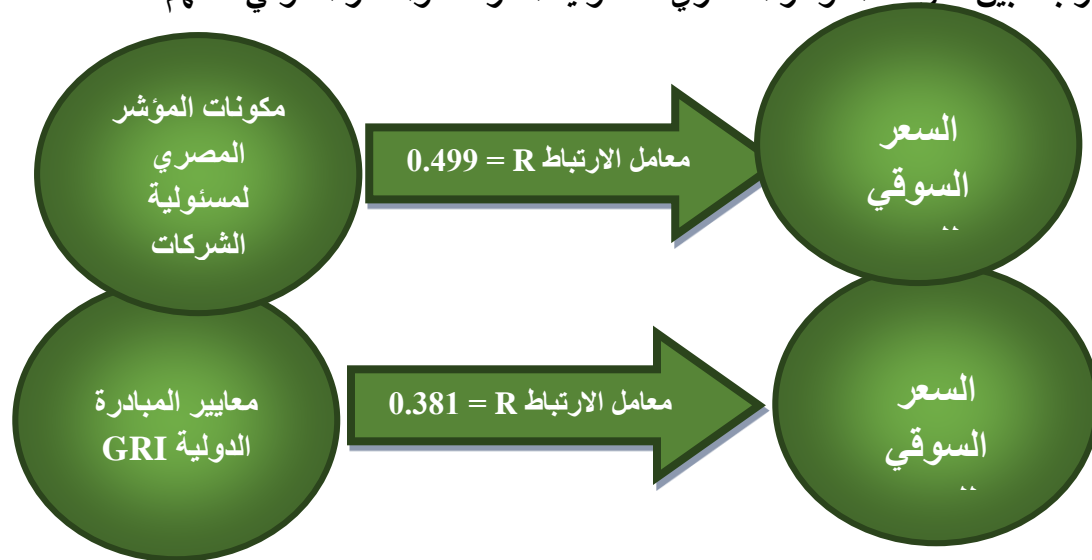 مكونات المؤشر
المصري
لمسئولية
الشركات
معامل الارتباط R = 0.499
السعر
السوقي
معايير المبادرة
الدولية GRI
معامل الارتباط R = 0.381
السعر
السوقي